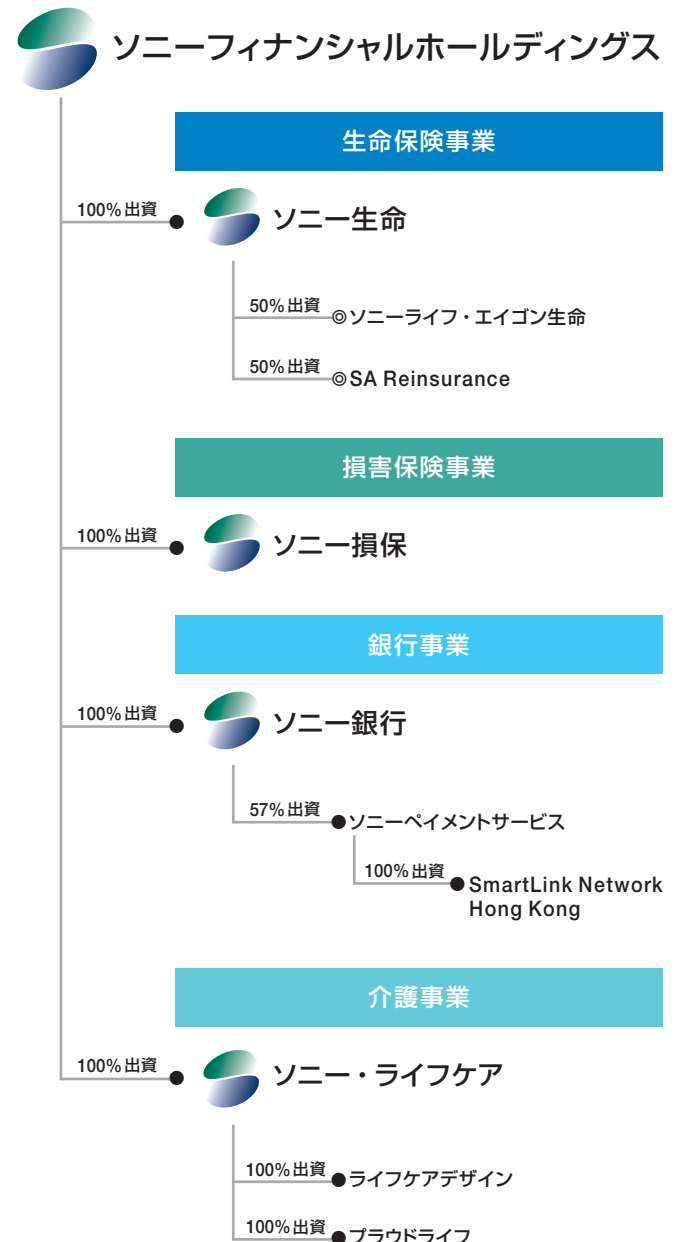 ソニーフィナンシャルホールディングス
生命保険事業
100%出資
ソニー生命
50%出資
◎ソニーライフ・エイゴン生命
50%出資
◎SA Reinsurance
損害保険事業
100%出資
ソニー損保
銀行事業
100%出資
ソニー銀行
57%出資
●ソニーペイメントサービス
100%出資
●SmartLink Network
Hong Kong
介護事業
100%出資
ソニー・ライフケア
100%出資
●ライフケアデザイン
100%出資
●プラウドライフ